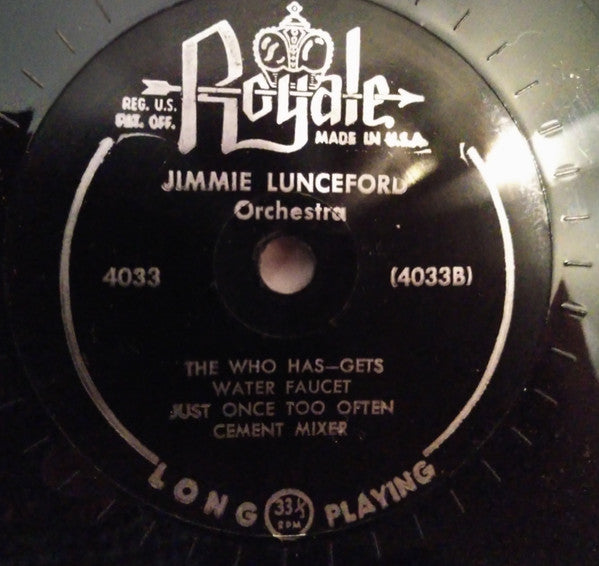 Royale
REG. U.S.
PAT. OFF.
MADE IN U.S.A.
JIMMIE LUNCEFORD
Orchestra
4033
(4033B)
THE WHO HAS—GETS
WATER FAUCET
JUST ONCE TOO OFTEN
CEMENT MIXER
LONG 33⅓ RPM PLAYING